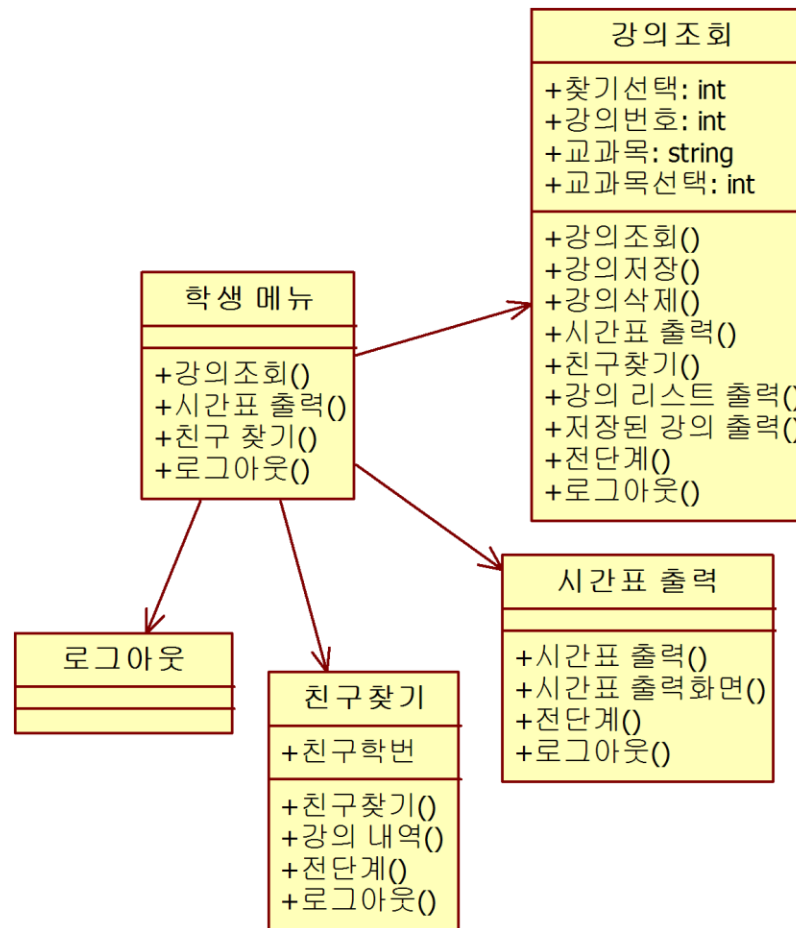 강의조회
+찾기선택: int
+강의번호: int
+교과목: string
+교과목선택: int
+강의조회()
+강의저장()
+강의삭제()
+시간표 출력()
+친구찾기()
+강의 리스트 출력()
+저장된 강의 출력()
+전단계()
+로그아웃()
학생 메뉴
+강의조회()
+시간표 출력()
+친구 찾기()
+로그아웃()
시간표 출력
+시간표 출력()
+시간표 출력화면()
+전단계()
+로그아웃()
로그아웃
친구찾기
+친구학번
+친구찾기()
+강의 내역()
+전단계()
+로그아웃()